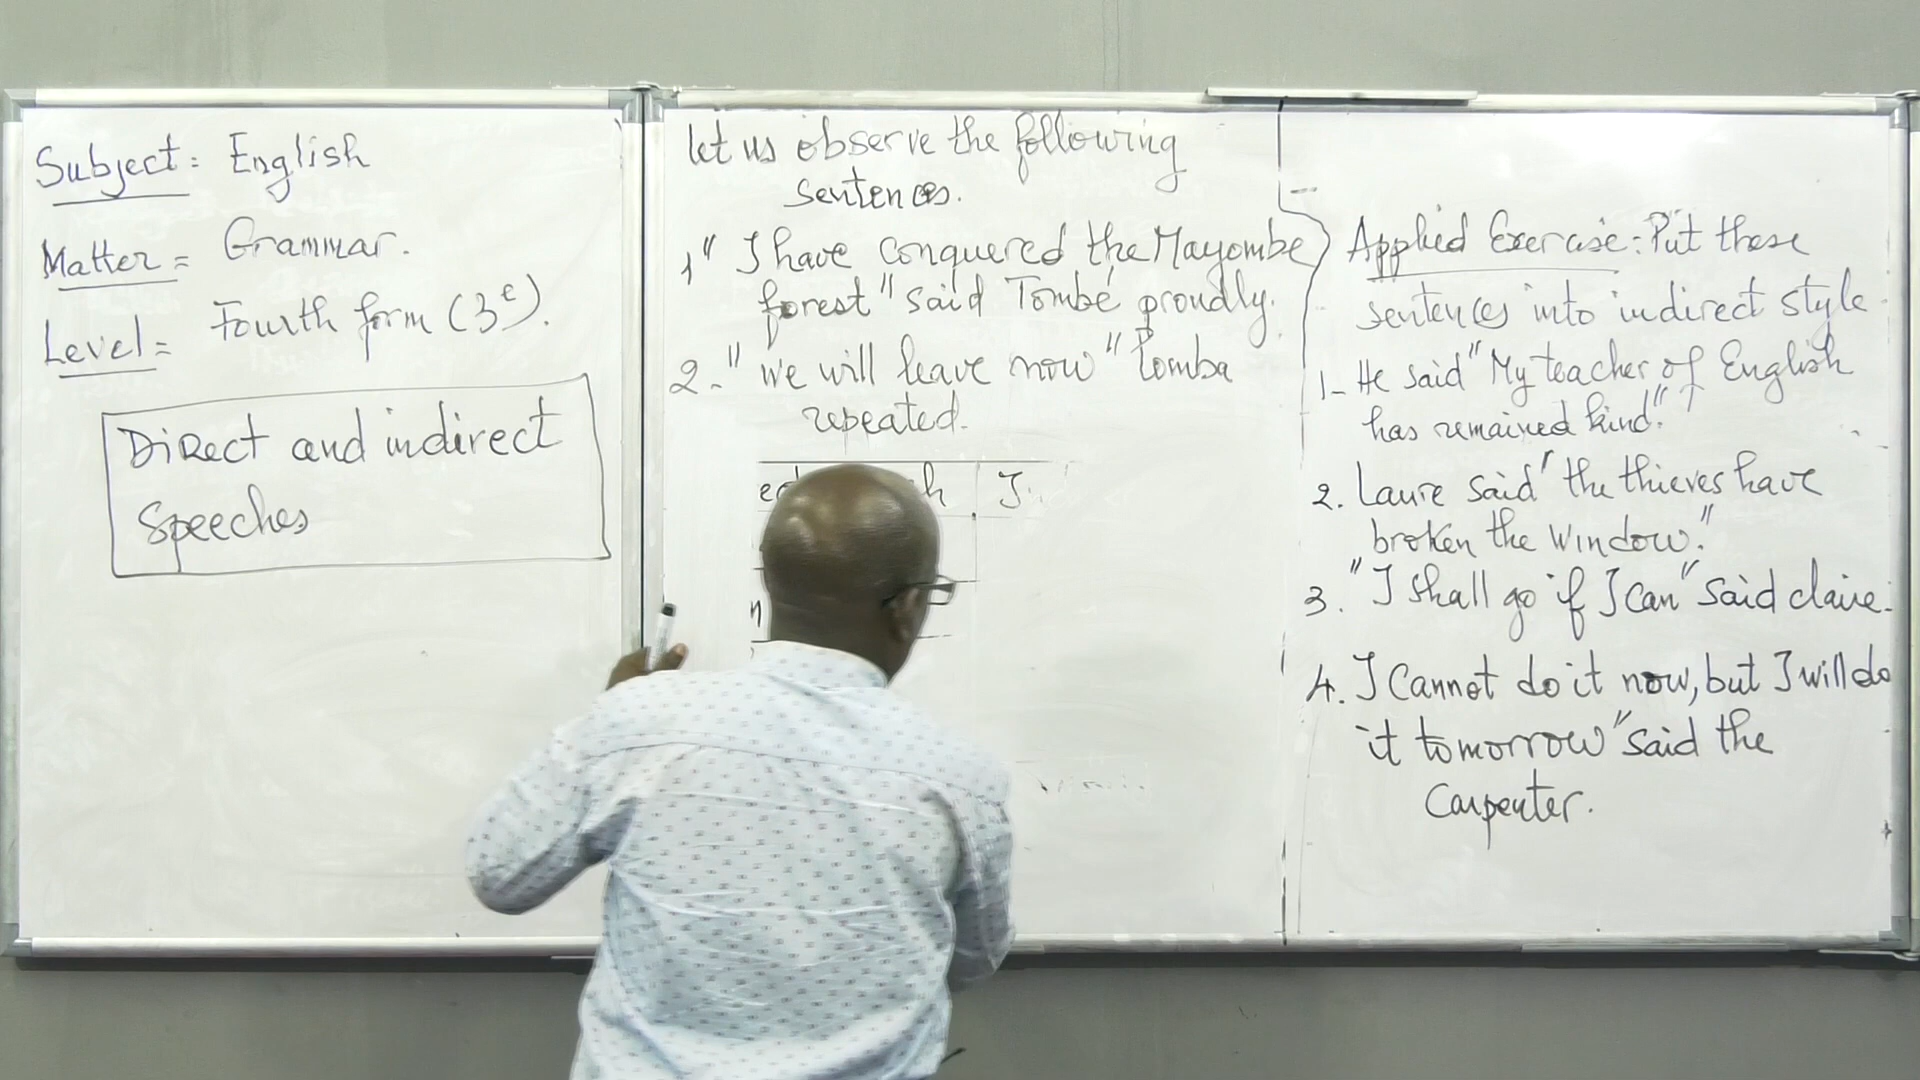 Subject: English
Matter = Grammar.
Level = Fourth form (3e).
Direct and indirect
Speeches
let us observe the following
sentences.
1" I have conquered the Mayombe
forest" said Tombé proudly.
2-" we will leave now" tomba
repeated.
Applied Exercise: Put these
sentences into indirect style.
1- He said "My teacher of English
has remained kind".
2. Laure said "the thieves have
broken the window."
3. "I shall go if I can" said claire.
4. I cannot do it now, but I will do
it tomorrow" said the
Carpenter.